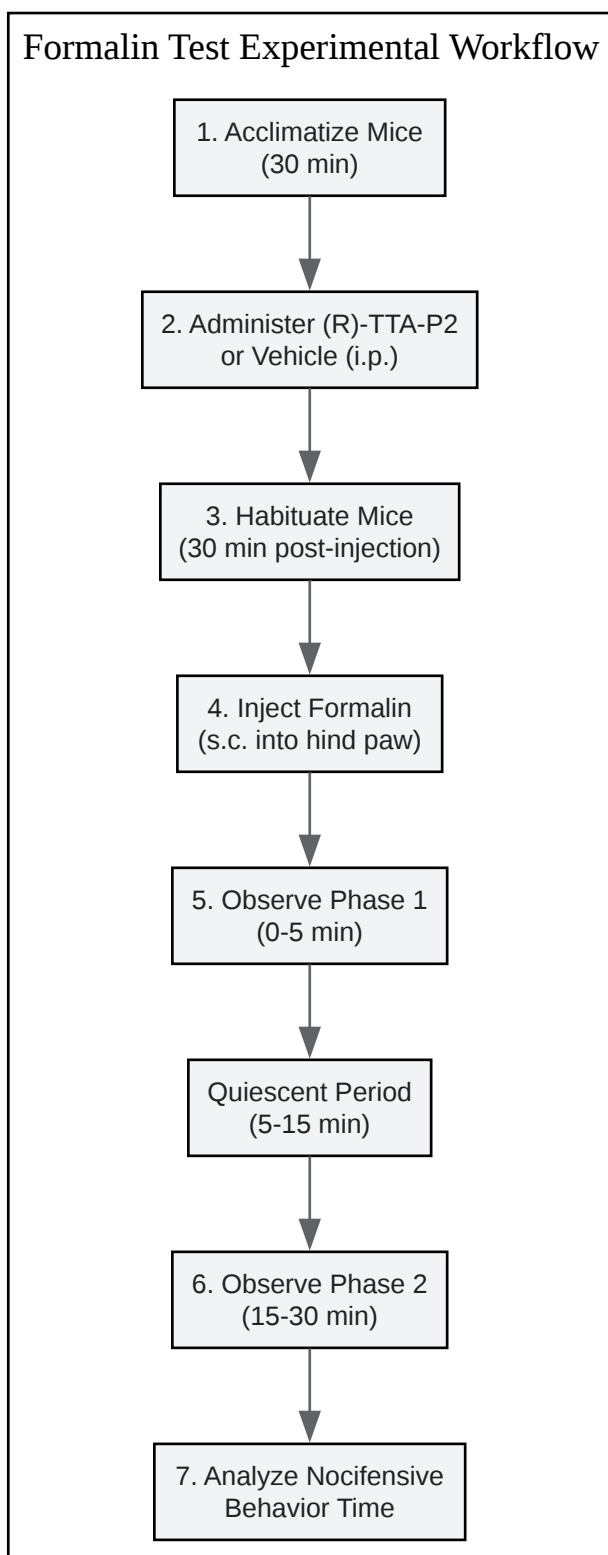 Formalin Test Experimental Workflow
1. Acclimatize Mice
(30 min)
2. Administer (R)-TTA-P2
or Vehicle (i.p.)
3. Habituate Mice
(30 min post-injection)
4. Inject Formalin
(s.c. into hind paw)
5. Observe Phase 1
(0-5 min)
Quiescent Period
(5-15 min)
6. Observe Phase 2
(15-30 min)
7. Analyze Nocifensive
Behavior Time